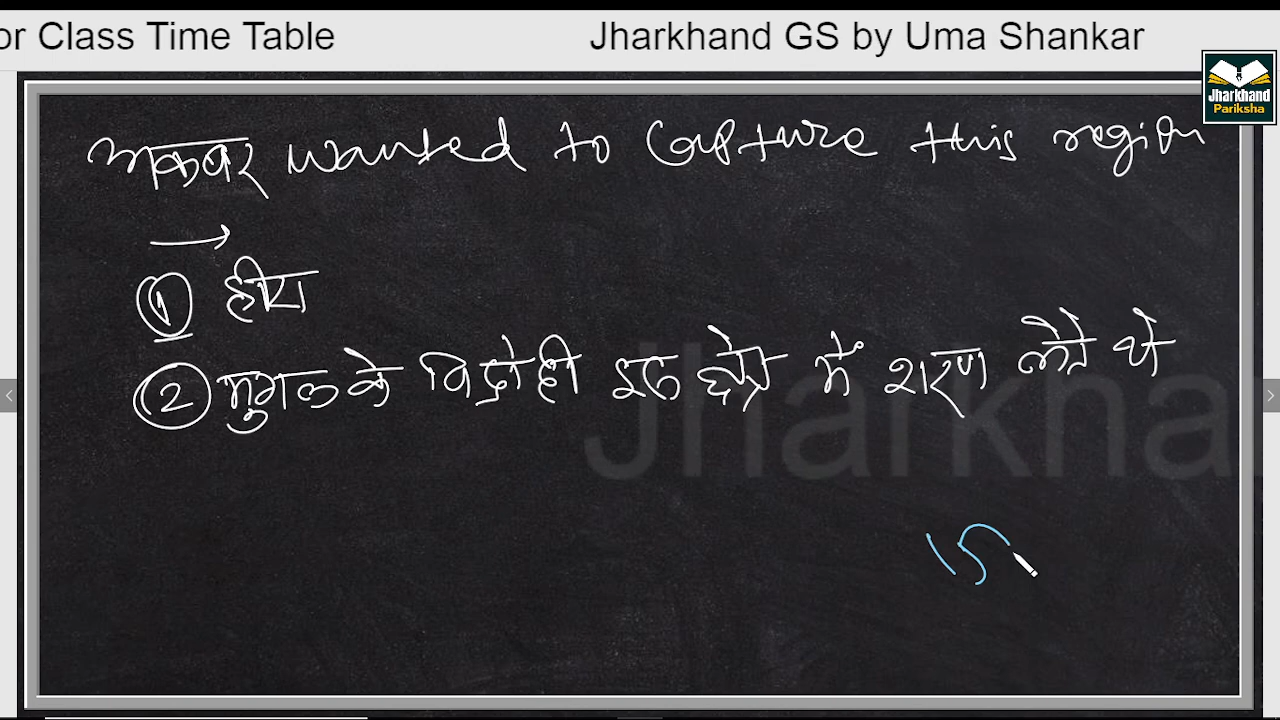 or Class Time Table
Jharkhand GS by Uma Shankar
Jharkhand
Pariksha
अकबर wanted to Capture this region
→
① हीरा
② मुगल के विद्रोही इस क्षेत्र में शरण लेते थे
Jharkha
15